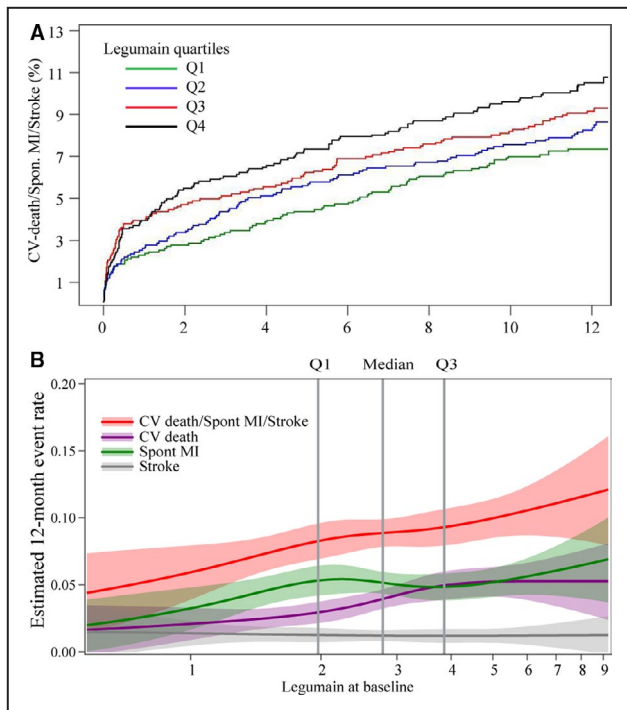 A
13
11
9
7
5
3
1
CV-death/Spon. MI/Stroke (%)
Legumain quartiles
Q1
Q2
Q3
Q4
0 2 4 6 8 10 12
B
Q1 Median Q3
0.20
0.15
0.10
0.05
0.00
Estimated 12-month event rate
CV death/Spont MI/Stroke
CV death
Spont MI
Stroke
1 2 3 4 5 6 7 8 9
Legumain at baseline